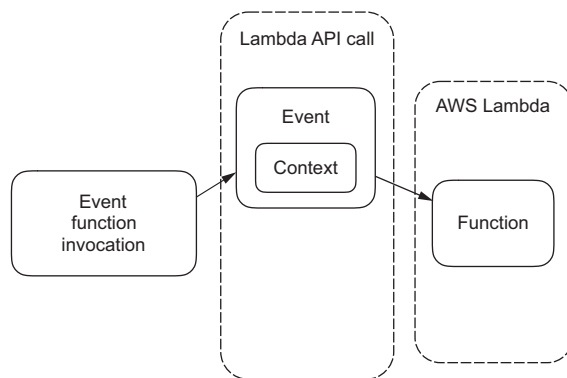 Lambda API call
AWS Lambda
Event
Context
Event
function
invocation
Function